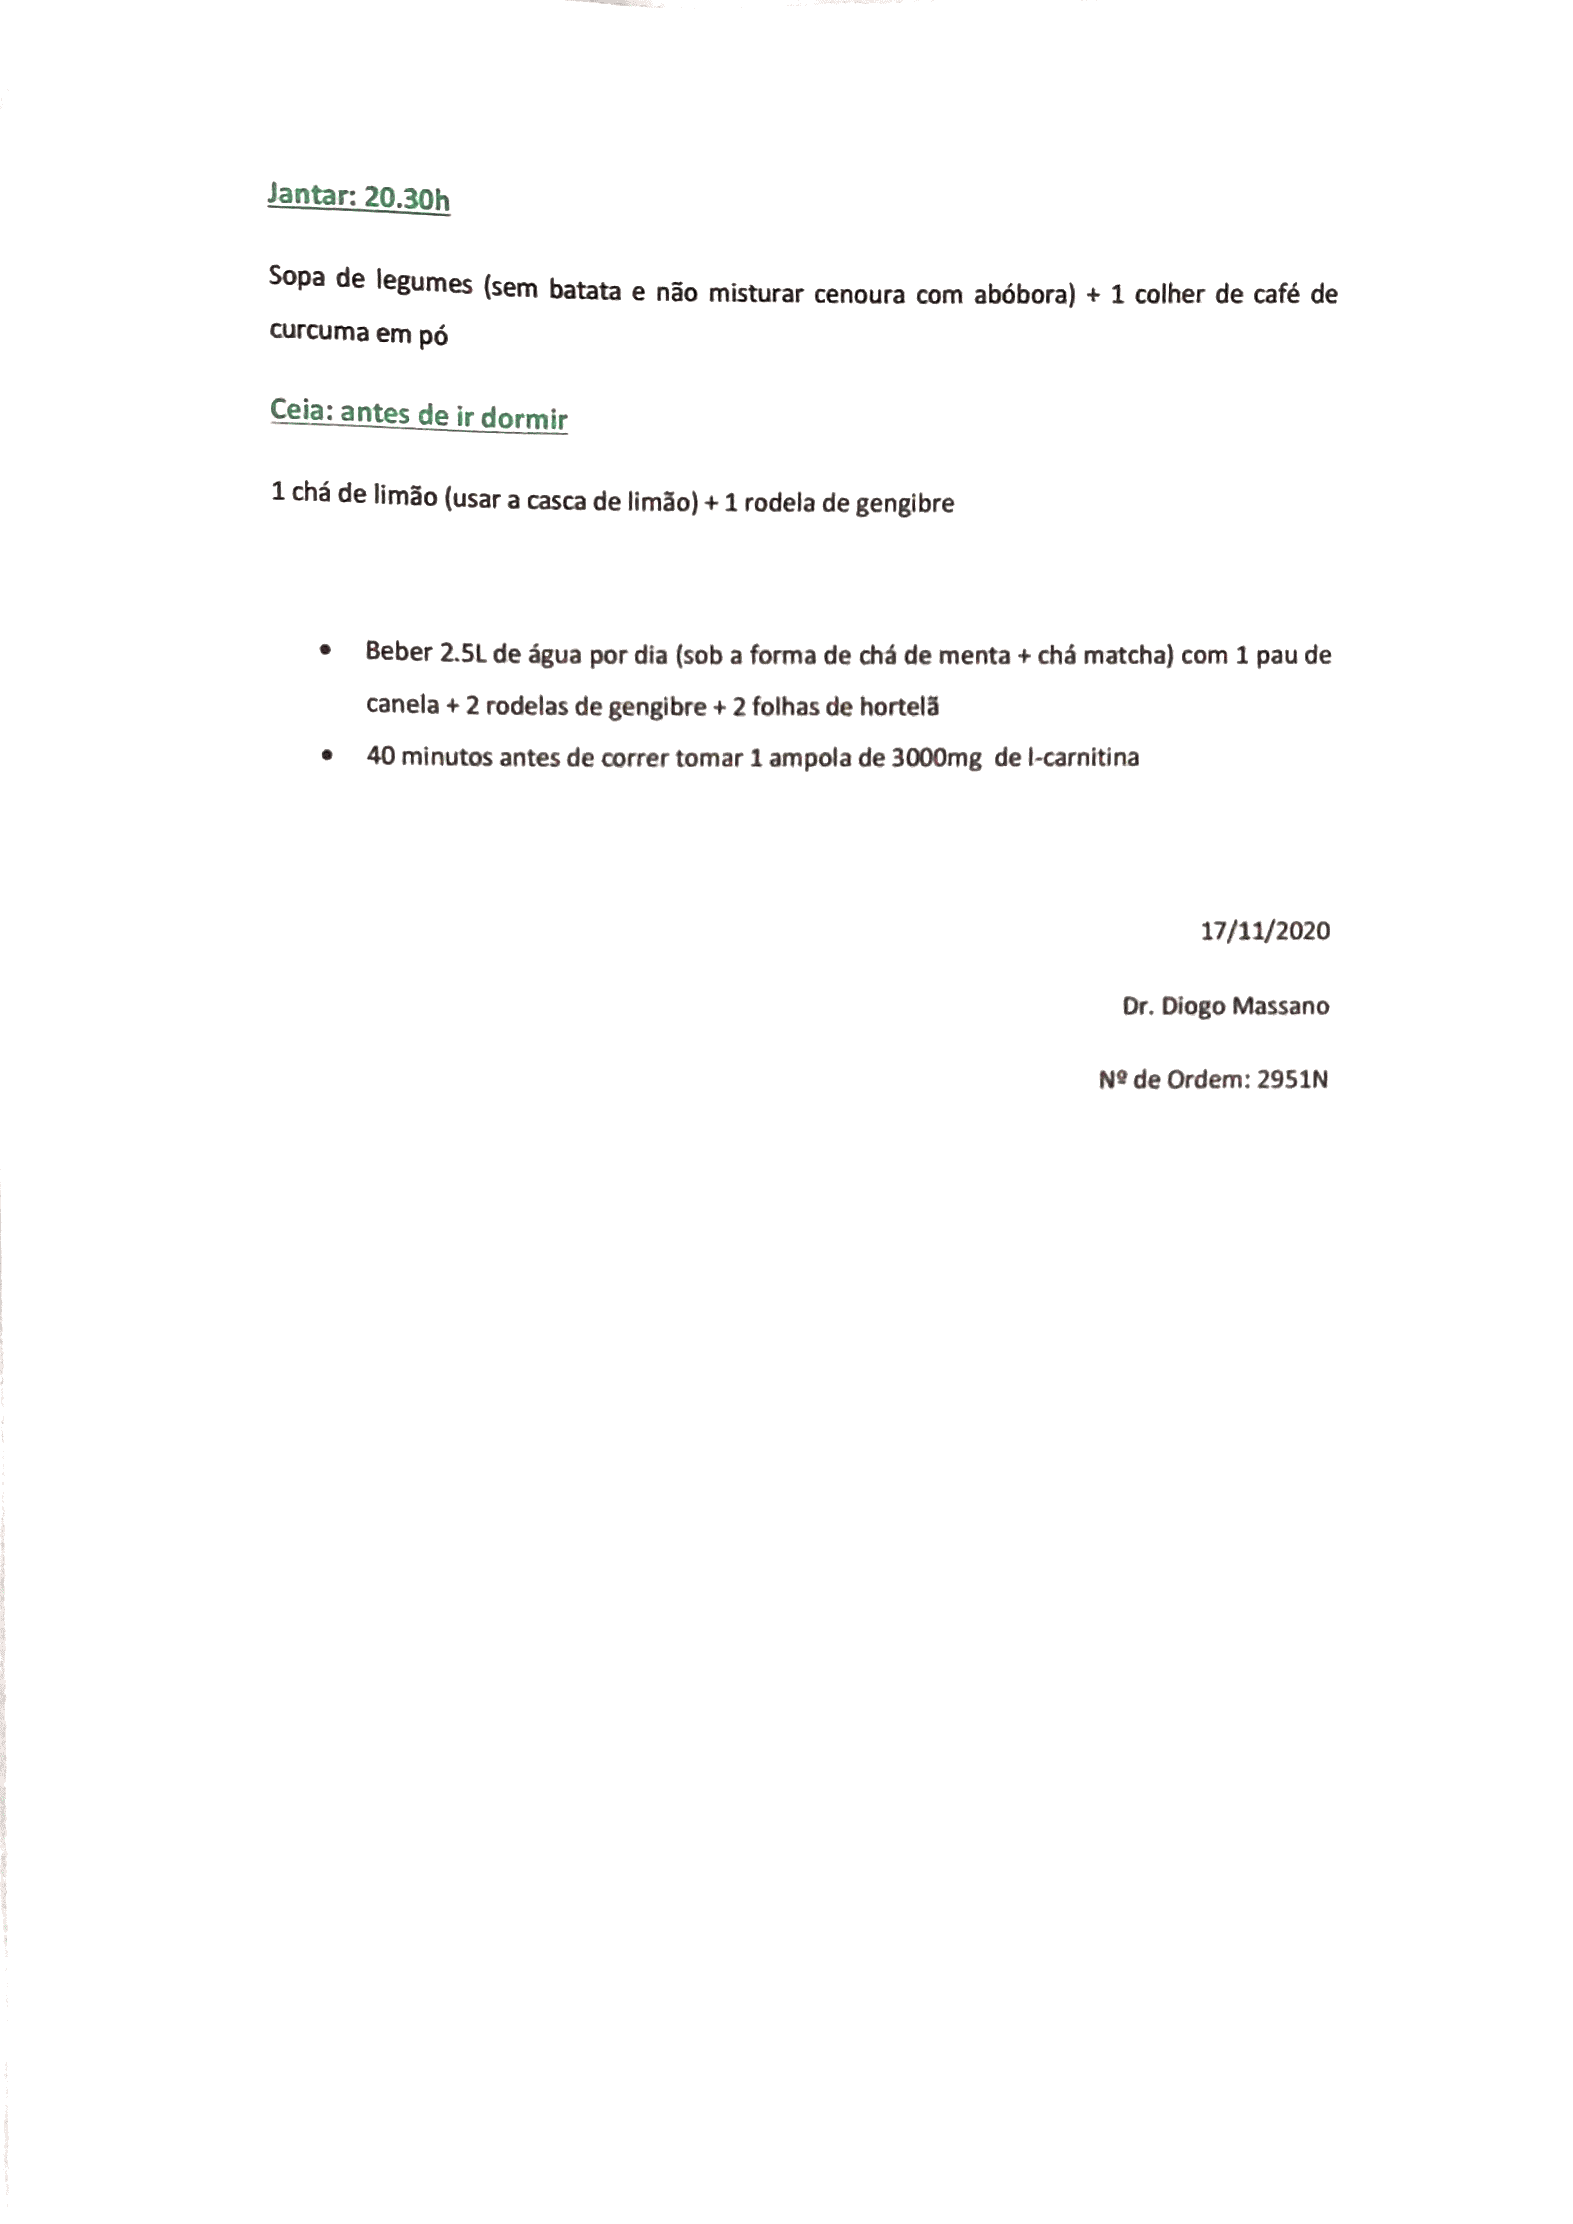 Jantar: 20.30h
Sopa de legumes (sem batata e não misturar cenoura com abóbora) + 1 colher de café de
curcuma em pó
Ceia: antes de ir dormir
1 chá de limão (usar a casca de limão) + 1 rodela de gengibre
• Beber 2.5L de água por dia (sob a forma de chá de menta + chá matcha) com 1 pau de
canela + 2 rodelas de gengibre + 2 folhas de hortelã
• 40 minutos antes de correr tomar 1 ampola de 3000mg de l-carnitina
17/11/2020
Dr. Diogo Massano
Nº de Ordem: 2951N